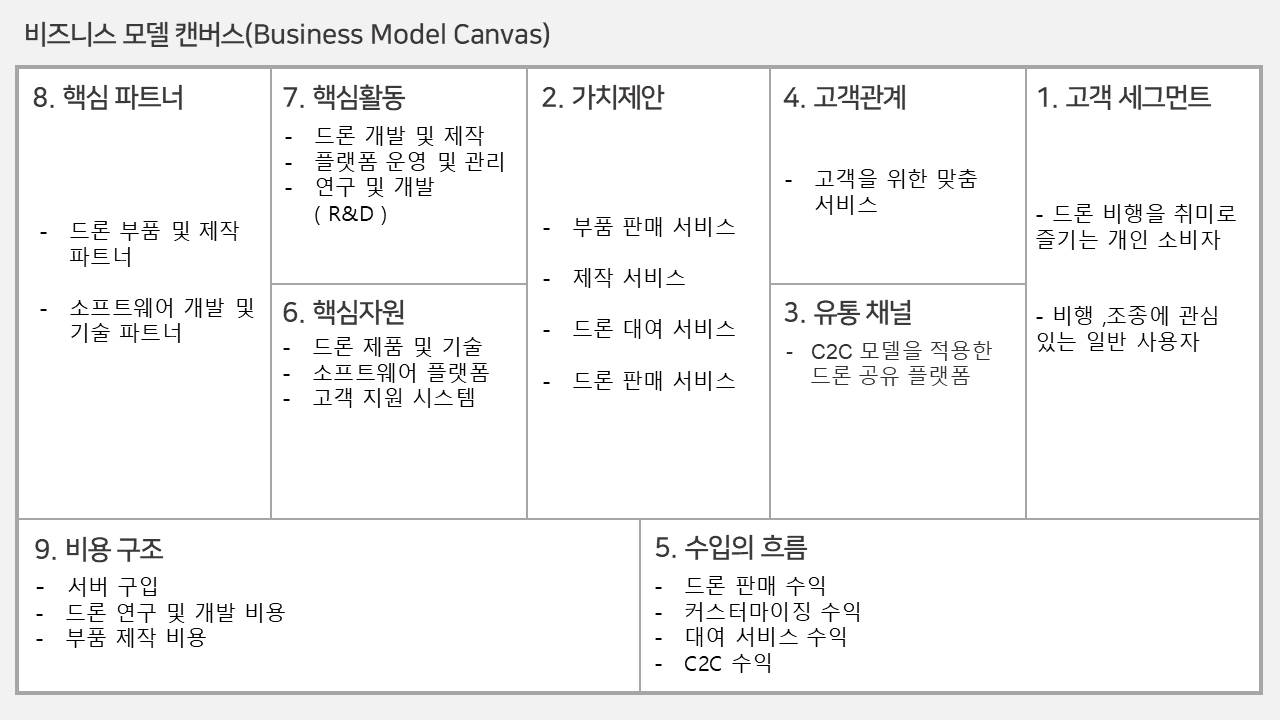 비즈니스 모델 캔버스(Business Model Canvas)
8. 핵심 파트너
- 드론 부품 및 제작
파트너
- 소프트웨어 개발 및
기술 파트너
7. 핵심활동
- 드론 개발 및 제작
- 플랫폼 운영 및 관리
- 연구 및 개발
( R&D )
6. 핵심자원
- 드론 제품 및 기술
- 소프트웨어 플랫폼
- 고객 지원 시스템
2. 가치제안
- 부품 판매 서비스
- 제작 서비스
- 드론 대여 서비스
- 드론 판매 서비스
4. 고객관계
- 고객을 위한 맞춤
서비스
3. 유통 채널
- C2C 모델을 적용한
드론 공유 플랫폼
1. 고객 세그먼트
- 드론 비행을 취미로
즐기는 개인 소비자
- 비행 ,조종에 관심
있는 일반 사용자
9. 비용 구조
- 서버 구입
- 드론 연구 및 개발 비용
- 부품 제작 비용
5. 수입의 흐름
- 드론 판매 수익
- 커스터마이징 수익
- 대여 서비스 수익
- C2C 수익